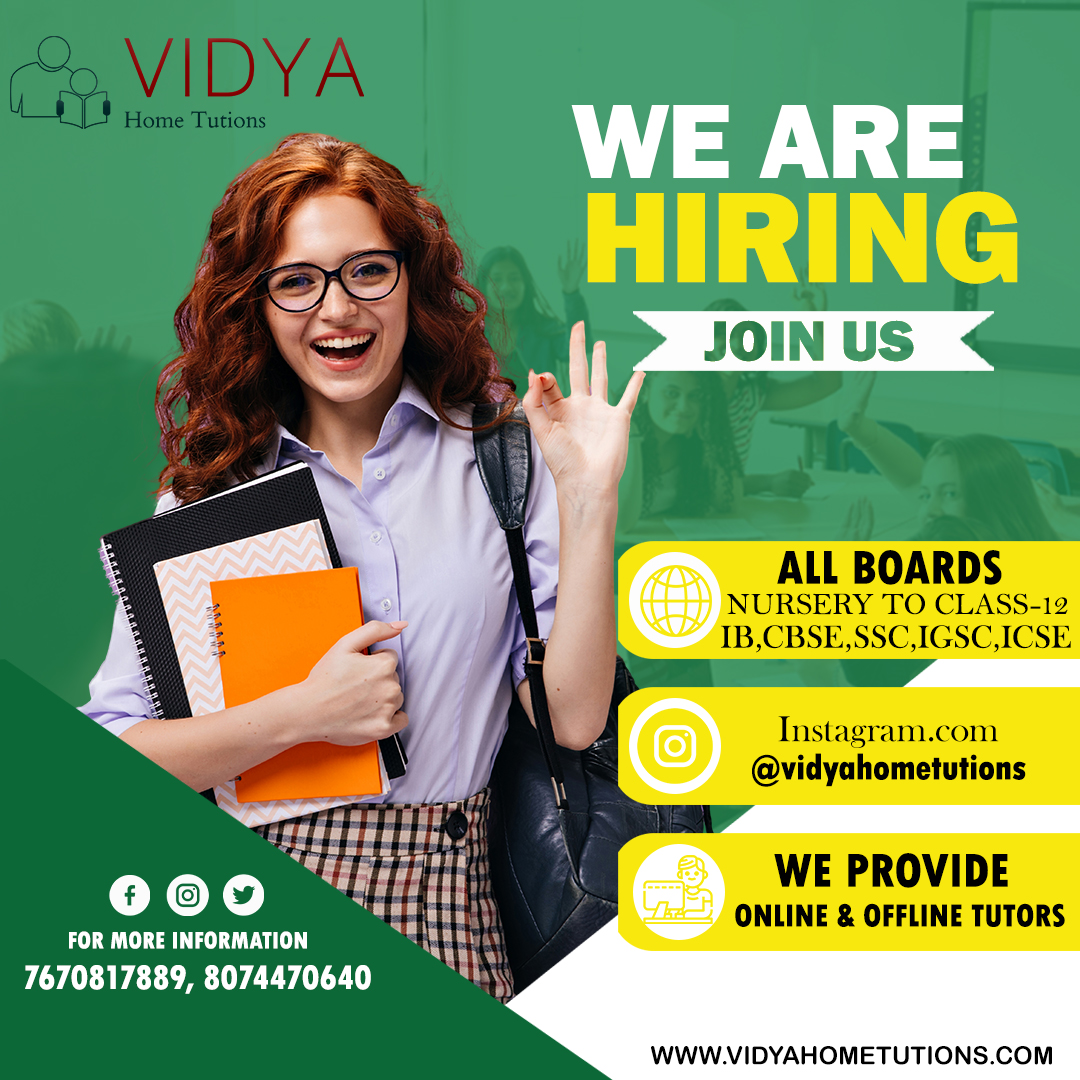 VIDYA
Home Tutions
WE ARE
HIRING
JOIN US
ALL BOARDS
NURSERY TO CLASS-12
IB,CBSE,SSC,IGSC,ICSE
Instagram.com
@vidyahometutions
WE PROVIDE
ONLINE & OFFLINE TUTORS
FOR MORE INFORMATION
7670817889, 8074470640
WWW.VIDYAHOMETUTIONS.COM